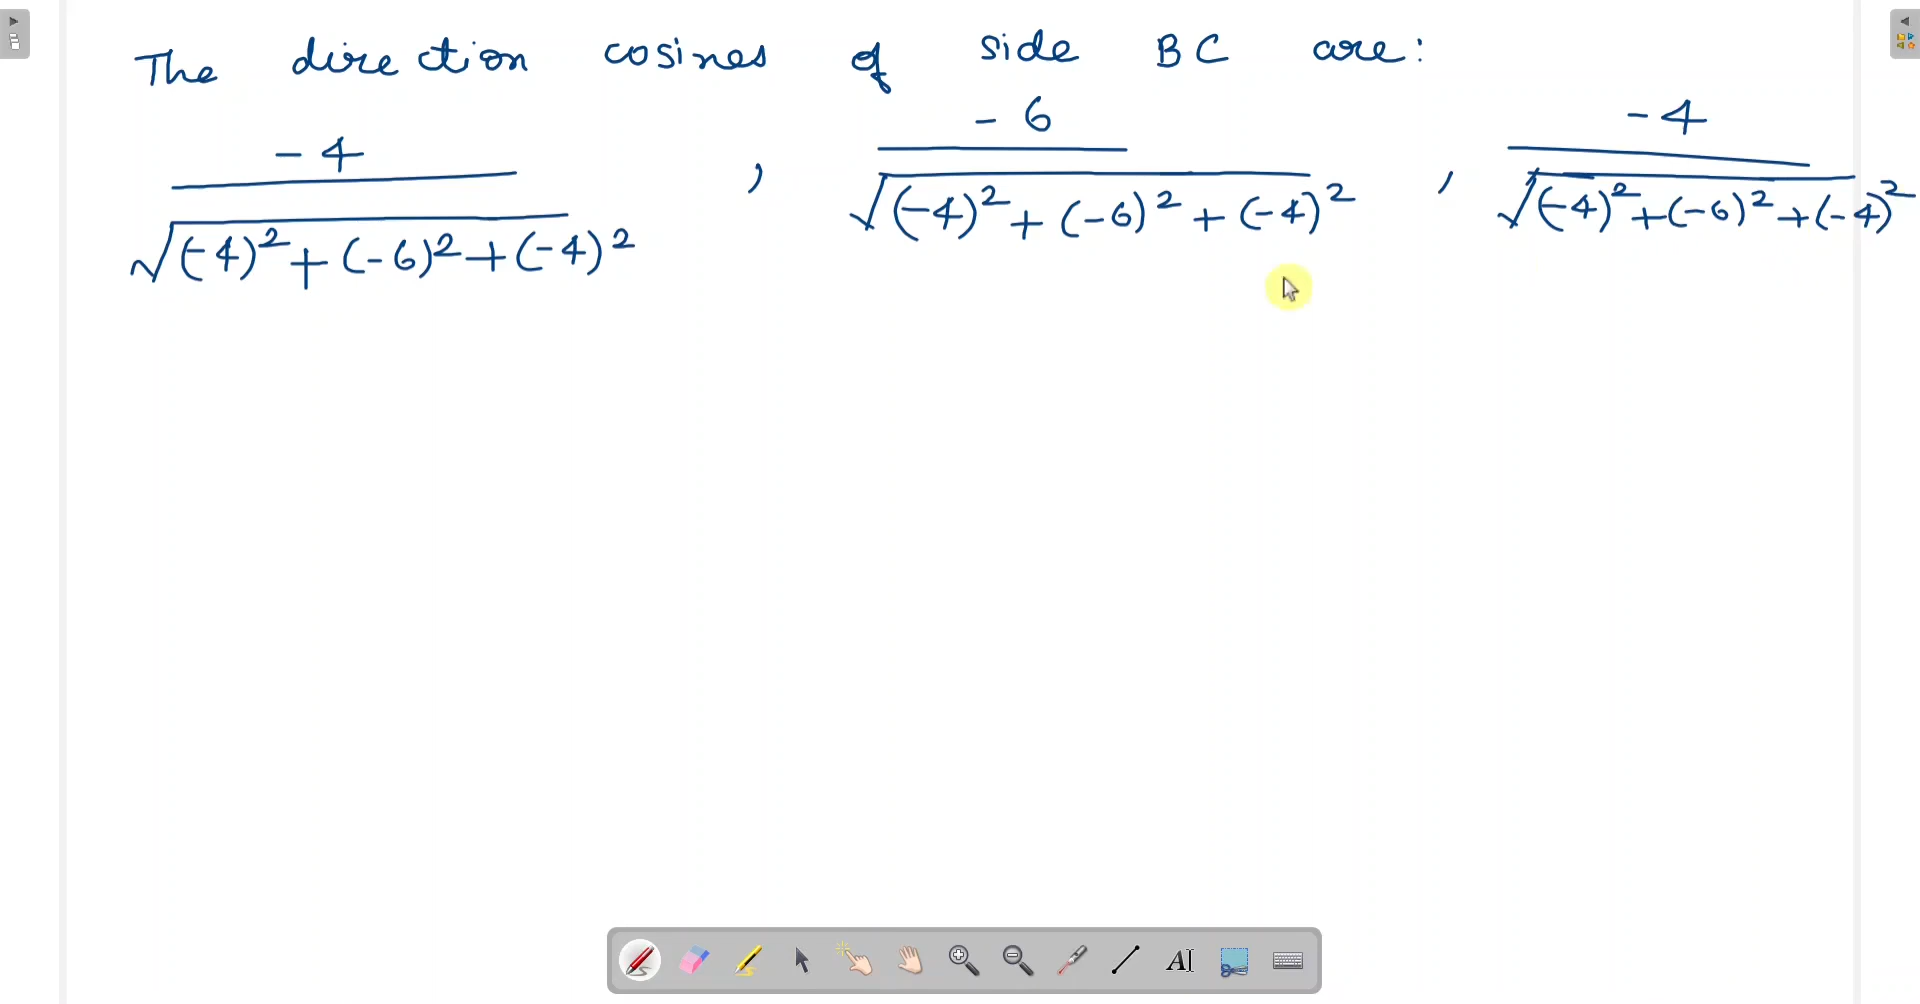 The direction cosines of side BC are:
-4 / √((-4)² + (-6)² + (-4)²) , -6 / √((-4)² + (-6)² + (-4)²) , -4 / √((-4)² + (-6)² + (-4)²)
A